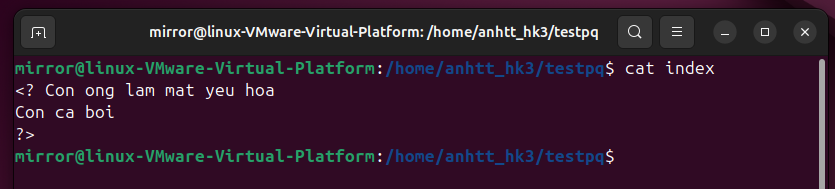 mirror@linux-VMware-Virtual-Platform: /home/anhtt_hk3/testpq
mirror@linux-VMware-Virtual-Platform:/home/anhtt_hk3/testpq$ cat index
<? Con ong lam mat yeu hoa
Con ca boi
?>
mirror@linux-VMware-Virtual-Platform:/home/anhtt_hk3/testpq$